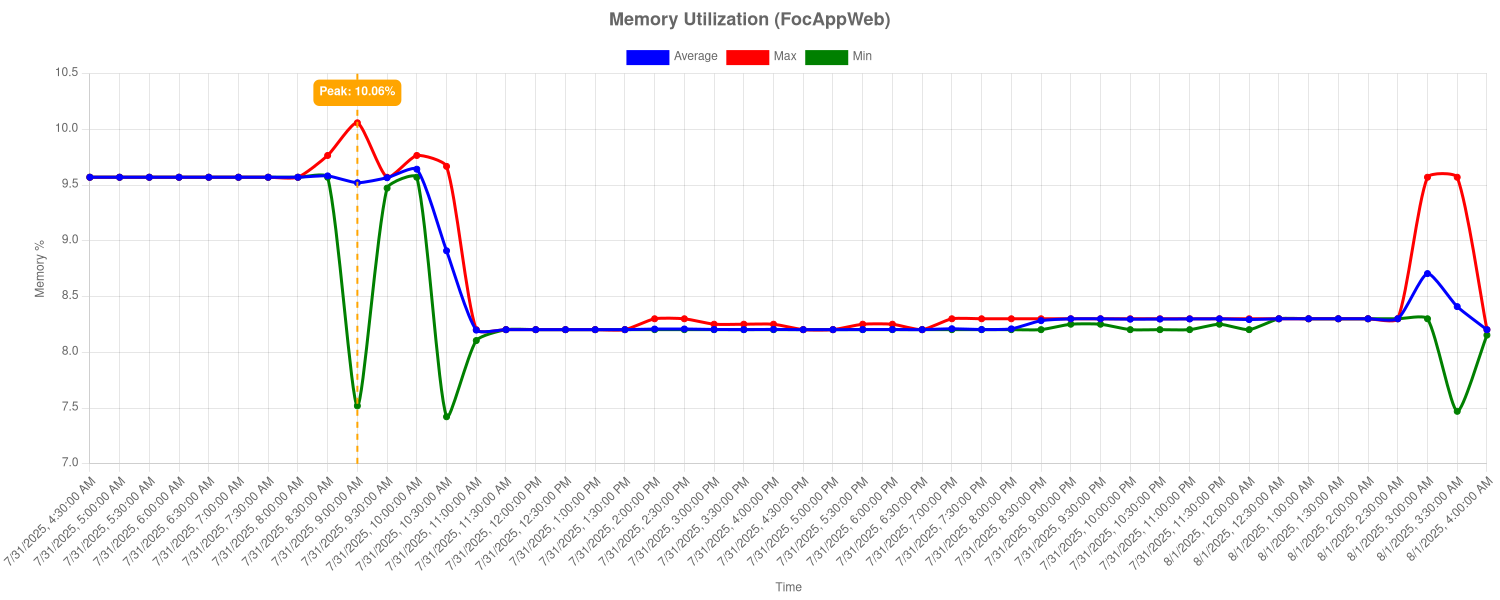 Memory Utilization (FocAppWeb)
Average
Max
Min
Peak: 10.06%
10.5
10.0
9.5
9.0
8.5
8.0
7.5
7.0
Memory %
7/31/2025, 4:30:00 AM
7/31/2025, 5:00:00 AM
7/31/2025, 5:30:00 AM
7/31/2025, 6:00:00 AM
7/31/2025, 6:30:00 AM
7/31/2025, 7:00:00 AM
7/31/2025, 7:30:00 AM
7/31/2025, 8:00:00 AM
7/31/2025, 8:30:00 AM
7/31/2025, 9:00:00 AM
7/31/2025, 9:30:00 AM
7/31/2025, 10:00:00 AM
7/31/2025, 10:30:00 AM
7/31/2025, 11:00:00 AM
7/31/2025, 11:30:00 AM
7/31/2025, 12:00:00 PM
7/31/2025, 12:30:00 PM
7/31/2025, 1:00:00 PM
7/31/2025, 1:30:00 PM
7/31/2025, 2:00:00 PM
7/31/2025, 2:30:00 PM
7/31/2025, 3:00:00 PM
7/31/2025, 3:30:00 PM
7/31/2025, 4:00:00 PM
7/31/2025, 4:30:00 PM
7/31/2025, 5:00:00 PM
7/31/2025, 5:30:00 PM
7/31/2025, 6:00:00 PM
7/31/2025, 6:30:00 PM
7/31/2025, 7:00:00 PM
7/31/2025, 7:30:00 PM
7/31/2025, 8:00:00 PM
7/31/2025, 8:30:00 PM
7/31/2025, 9:00:00 PM
7/31/2025, 9:30:00 PM
7/31/2025, 10:00:00 PM
7/31/2025, 10:30:00 PM
7/31/2025, 11:00:00 PM
7/31/2025, 11:30:00 PM
8/1/2025, 12:00:00 AM
8/1/2025, 12:30:00 AM
8/1/2025, 1:00:00 AM
8/1/2025, 1:30:00 AM
8/1/2025, 2:00:00 AM
8/1/2025, 2:30:00 AM
8/1/2025, 3:00:00 AM
8/1/2025, 3:30:00 AM
8/1/2025, 4:00:00 AM
Time